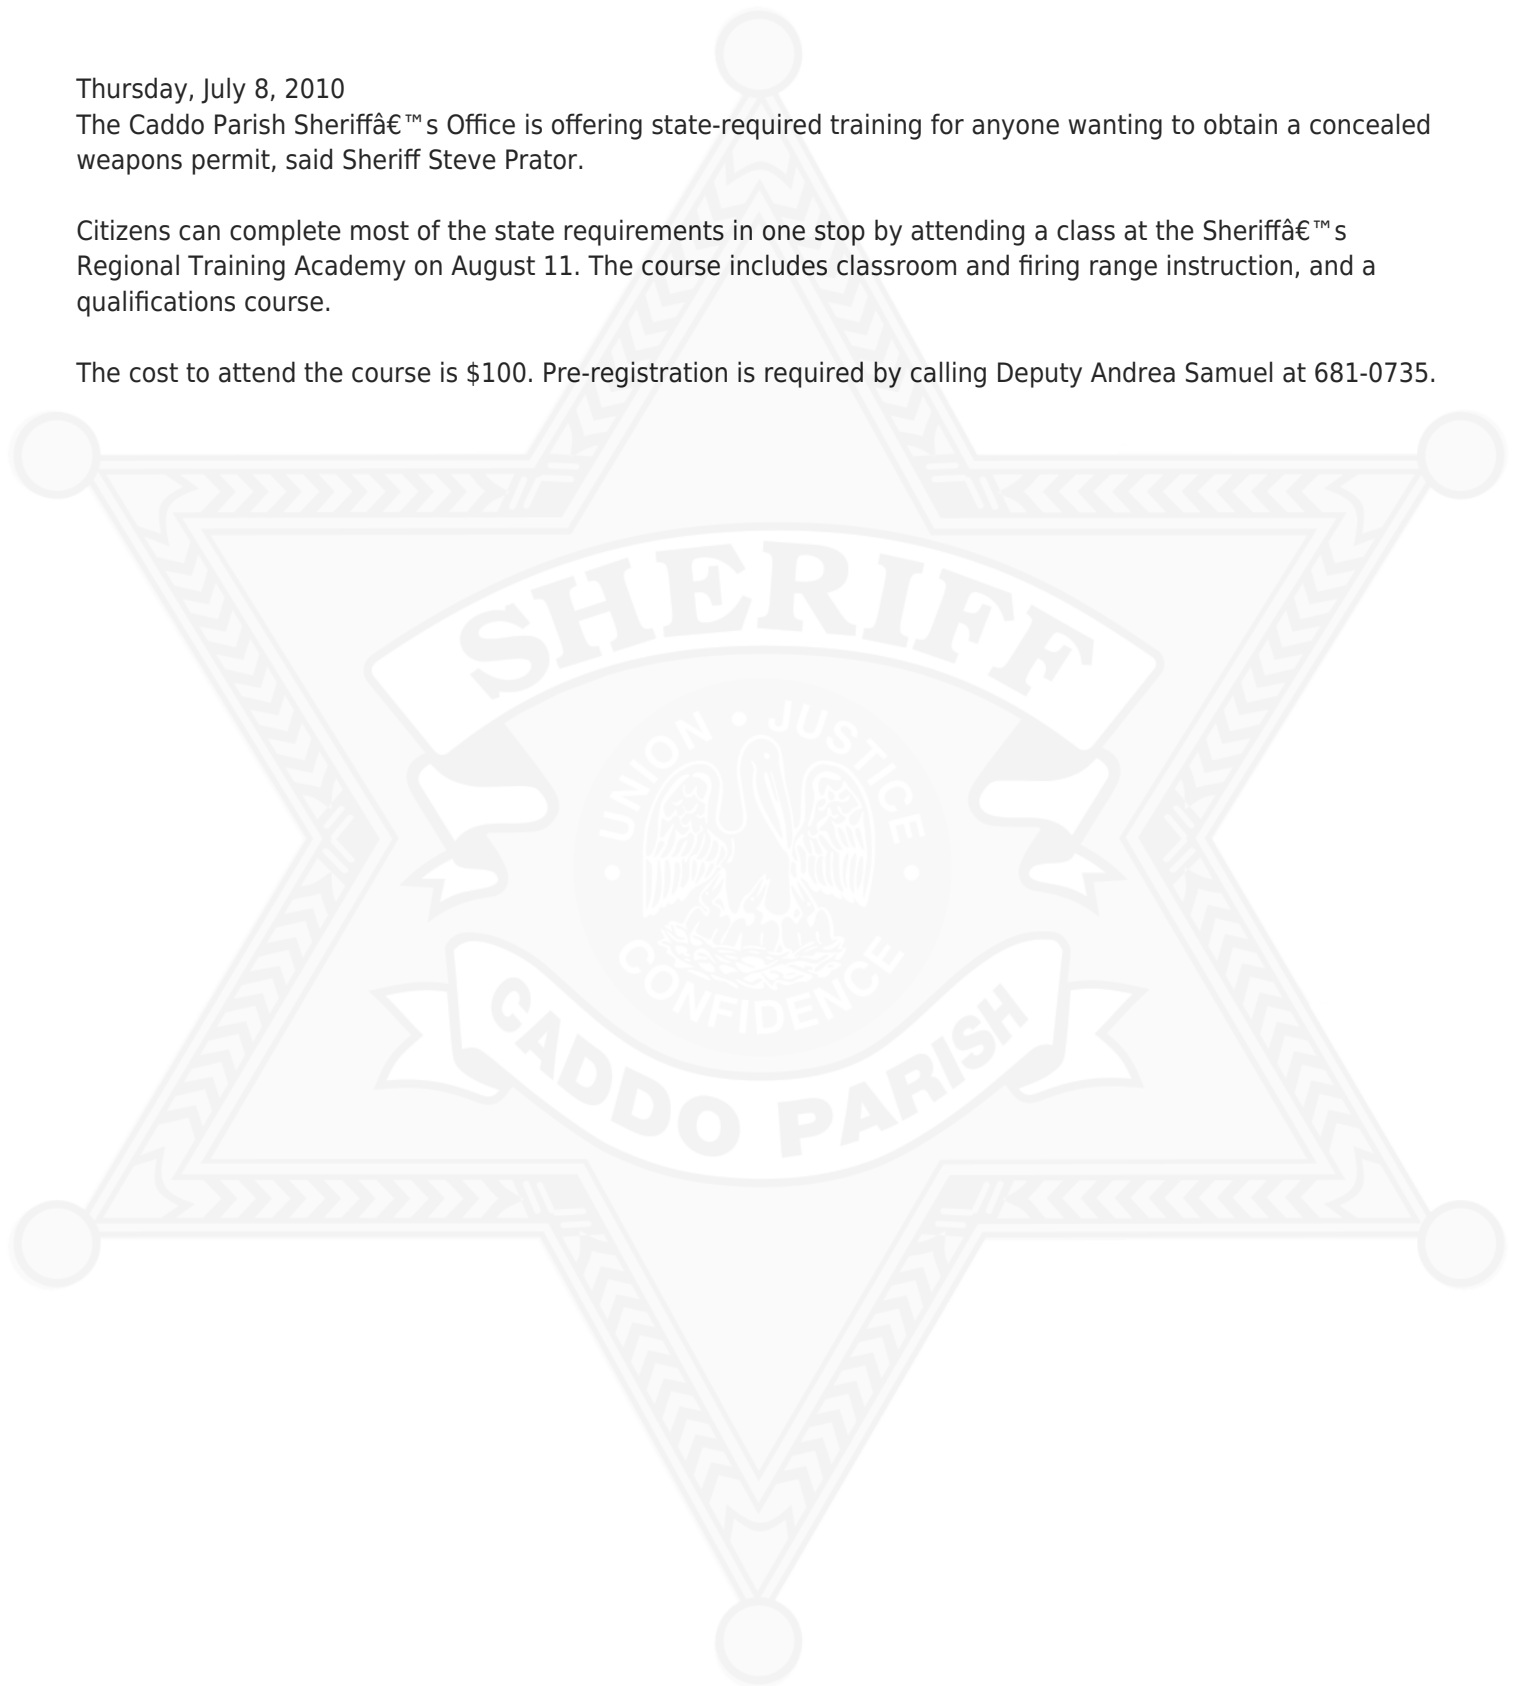 Thursday, July 8, 2010
The Caddo Parish Sheriffâ€™s Office is offering state-required training for anyone wanting to obtain a concealed
weapons permit, said Sheriff Steve Prator.
Citizens can complete most of the state requirements in one stop by attending a class at the Sheriffâ€™s
Regional Training Academy on August 11. The course includes classroom and firing range instruction, and a
qualifications course.
The cost to attend the course is $100. Pre-registration is required by calling Deputy Andrea Samuel at 681-0735.
SHERIFF
UNION • JUSTICE
• CONFIDENCE •
CADDO PARISH